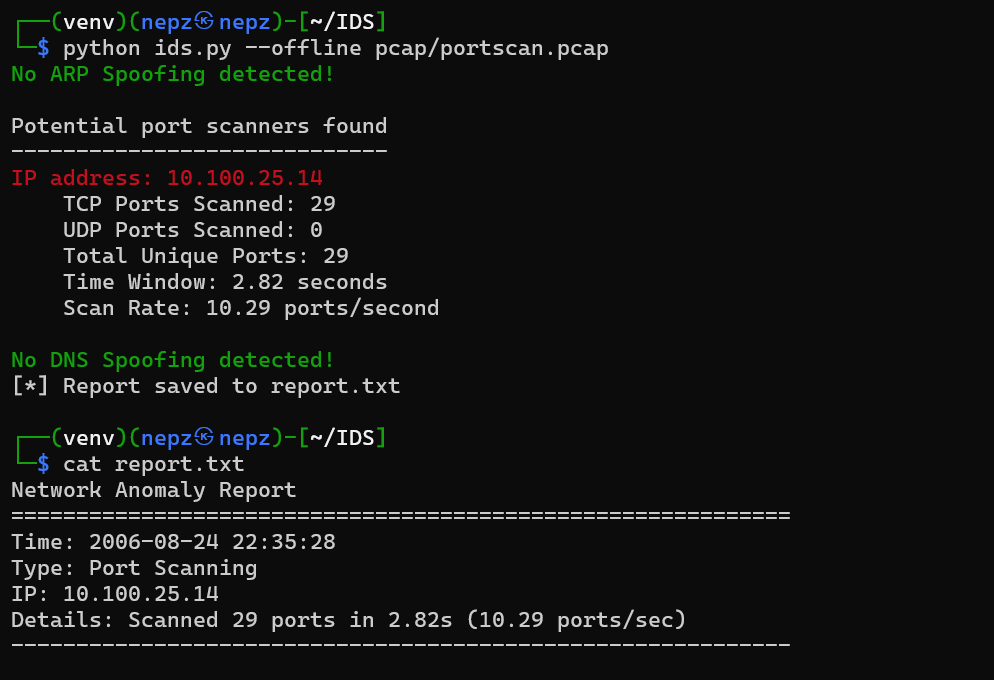 ┌──(venv)(nepz㉿nepz)-[~/IDS]
└─$ python ids.py --offline pcap/portscan.pcap
No ARP Spoofing detected!
Potential port scanners found
-----------------------------
IP address: 10.100.25.14
    TCP Ports Scanned: 29
    UDP Ports Scanned: 0
    Total Unique Ports: 29
    Time Window: 2.82 seconds
    Scan Rate: 10.29 ports/second
No DNS Spoofing detected!
[*] Report saved to report.txt
┌──(venv)(nepz㉿nepz)-[~/IDS]
└─$ cat report.txt
Network Anomaly Report
============================================================
Time: 2006-08-24 22:35:28
Type: Port Scanning
IP: 10.100.25.14
Details: Scanned 29 ports in 2.82s (10.29 ports/sec)
------------------------------------------------------------